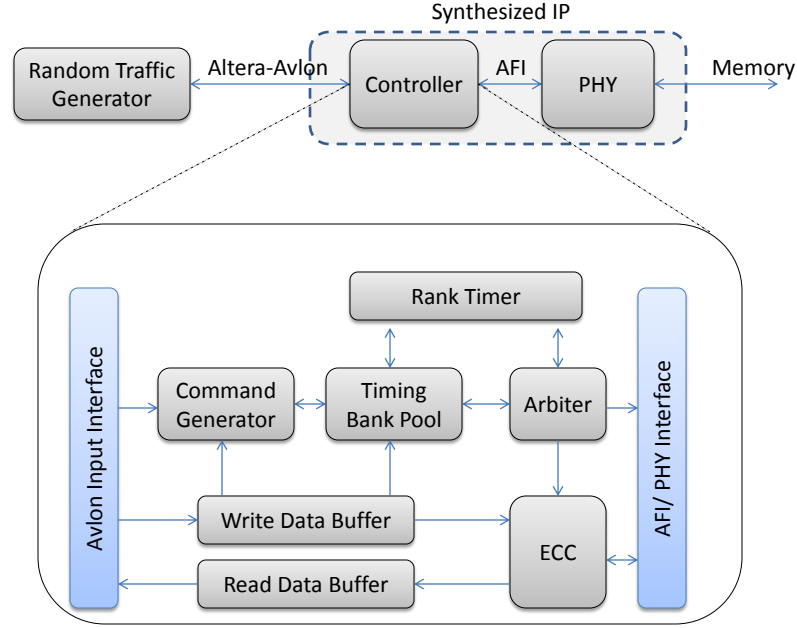 Synthesized IP
Random Traffic
Generator
Altera-Avlon
Controller
AFI
PHY
Memory
Rank Timer
Avlon Input Interface
Command
Generator
Timing
Bank Pool
Arbiter
AFI/ PHY Interface
Write Data Buffer
ECC
Read Data Buffer